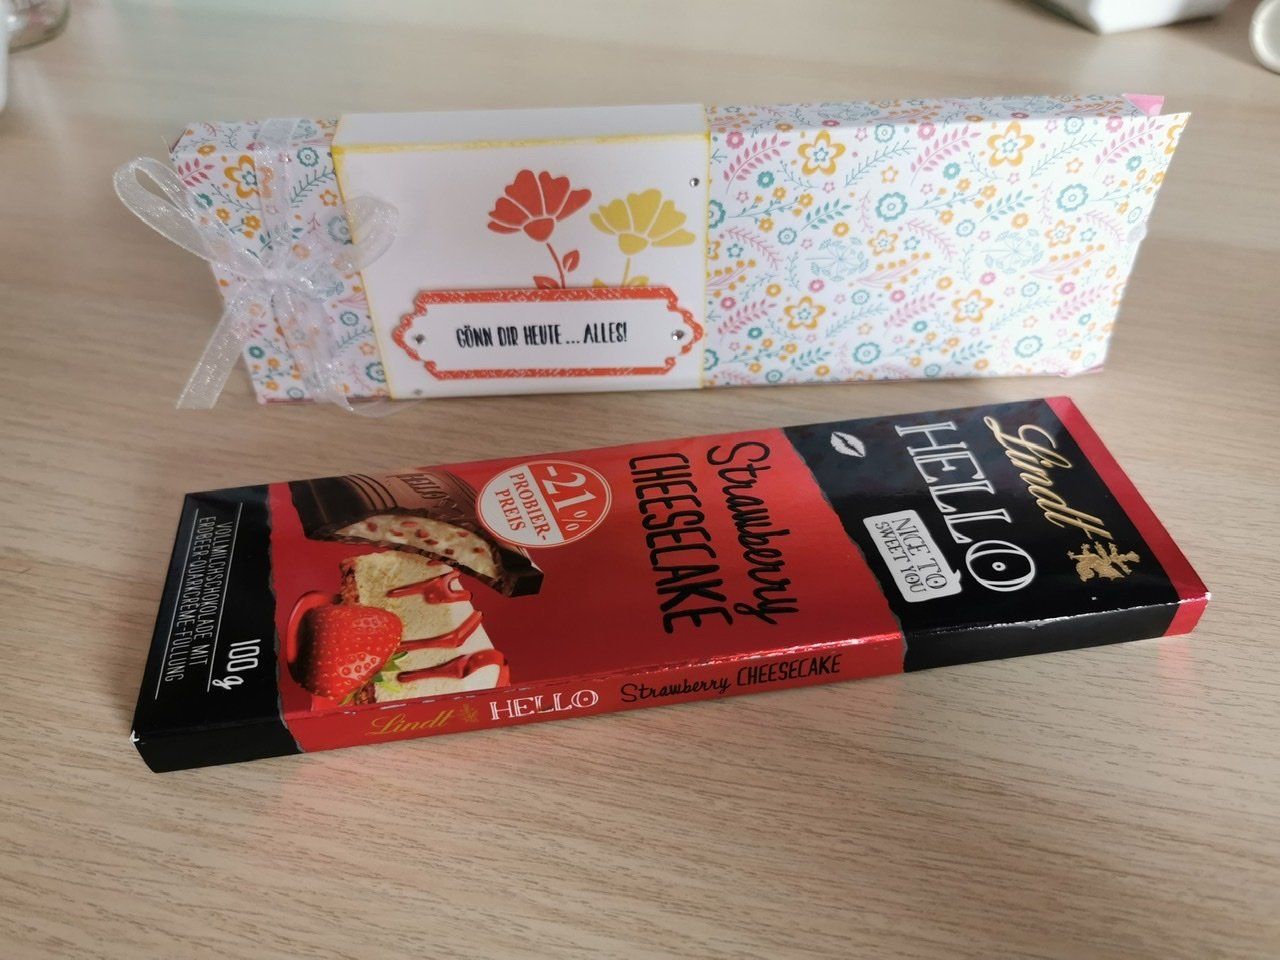 GÖNN DIR HEUTE... ALLES!
Lindt
HELLO
NICE TO
SWEET YOU
Strawberry
CHEESECAKE
-21%
PROBIER-
PREIS
100 g
VOLLMILCHSCHOKOLADE MIT
ERDBEER-QUARKCRÈME-FÜLLUNG
Lindt HELLO Strawberry CHEESECAKE